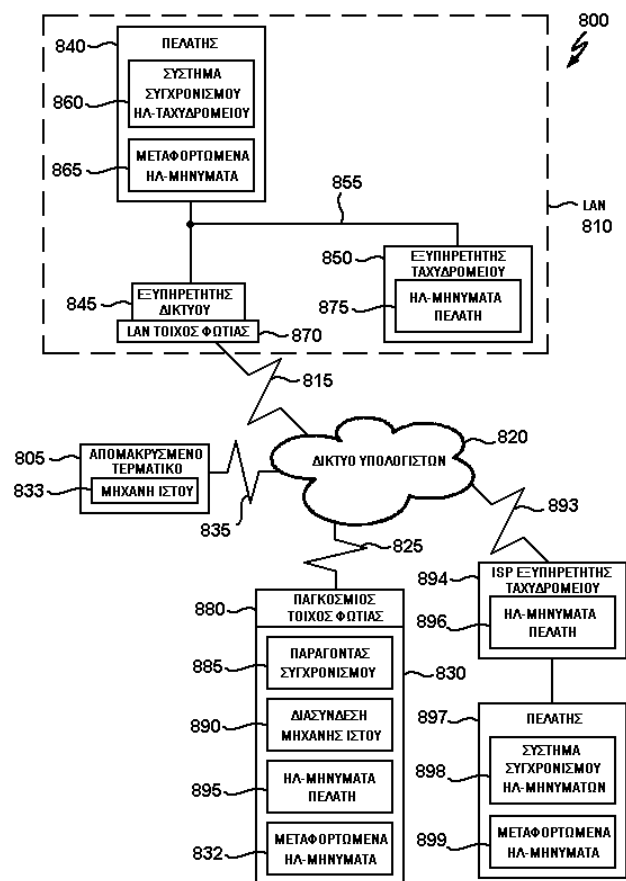 800
840
ΠΕΛΑΤΗΣ
860
ΣΥΣΤΗΜΑ
ΣΥΓΧΡΟΝΙΣΜΟΥ
ΗΛ-ΤΑΧΥΔΡΟΜΕΙΟΥ
865
ΜΕΤΑΦΟΡΤΩΜΕΝΑ
ΗΛ-ΜΗΝΥΜΑΤΑ
855
LAN
810
850
ΕΞΥΠΗΡΕΤΗΤΗΣ
ΤΑΧΥΔΡΟΜΕΙΟΥ
875
ΗΛ-ΜΗΝΥΜΑΤΑ
ΠΕΛΑΤΗ
845
ΕΞΥΠΗΡΕΤΗΤΗΣ
ΔΙΚΤΥΟΥ
LAN ΤΟΙΧΟΣ ΦΩΤΙΑΣ
870
815
820
ΔΙΚΤΥΟ ΥΠΟΛΟΓΙΣΤΩΝ
805
ΑΠΟΜΑΚΡΥΣΜΕΝΟ
ΤΕΡΜΑΤΙΚΟ
833
ΜΗΧΑΝΗ ΙΣΤΟΥ
835
825
893
880
ΠΑΓΚΟΣΜΙΟΣ
ΤΟΙΧΟΣ ΦΩΤΙΑΣ
885
ΠΑΡΑΓΟΝΤΑΣ
ΣΥΓΧΡΟΝΙΣΜΟΥ
830
890
ΔΙΑΣΥΝΔΕΣΗ
ΜΗΧΑΝΗΣ ΙΣΤΟΥ
895
ΗΛ-ΜΗΝΥΜΑΤΑ
ΠΕΛΑΤΗ
832
ΜΕΤΑΦΟΡΤΩΜΕΝΑ
ΗΛ-ΜΗΝΥΜΑΤΑ
894
ISP ΕΞΥΠΗΡΕΤΗΤΗΣ
ΤΑΧΥΔΡΟΜΕΙΟΥ
896
ΗΛ-ΜΗΝΥΜΑΤΑ
ΠΕΛΑΤΗ
897
ΠΕΛΑΤΗΣ
898
ΣΥΣΤΗΜΑ
ΣΥΓΧΡΟΝΙΣΜΟΥ
ΗΛ-ΜΗΝΥΜΑΤΩΝ
899
ΜΕΤΑΦΟΡΤΩΜΕΝΑ
ΗΛ-ΜΗΝΥΜΑΤΑ